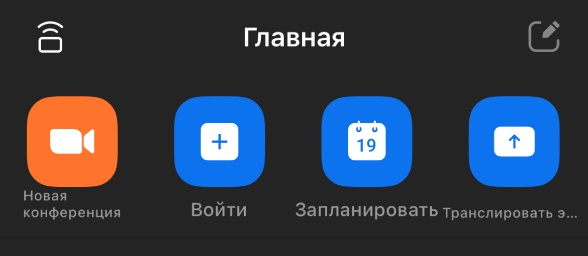 Главная
19
Новая
конференция
Войти
Запланировать
Транслировать э...